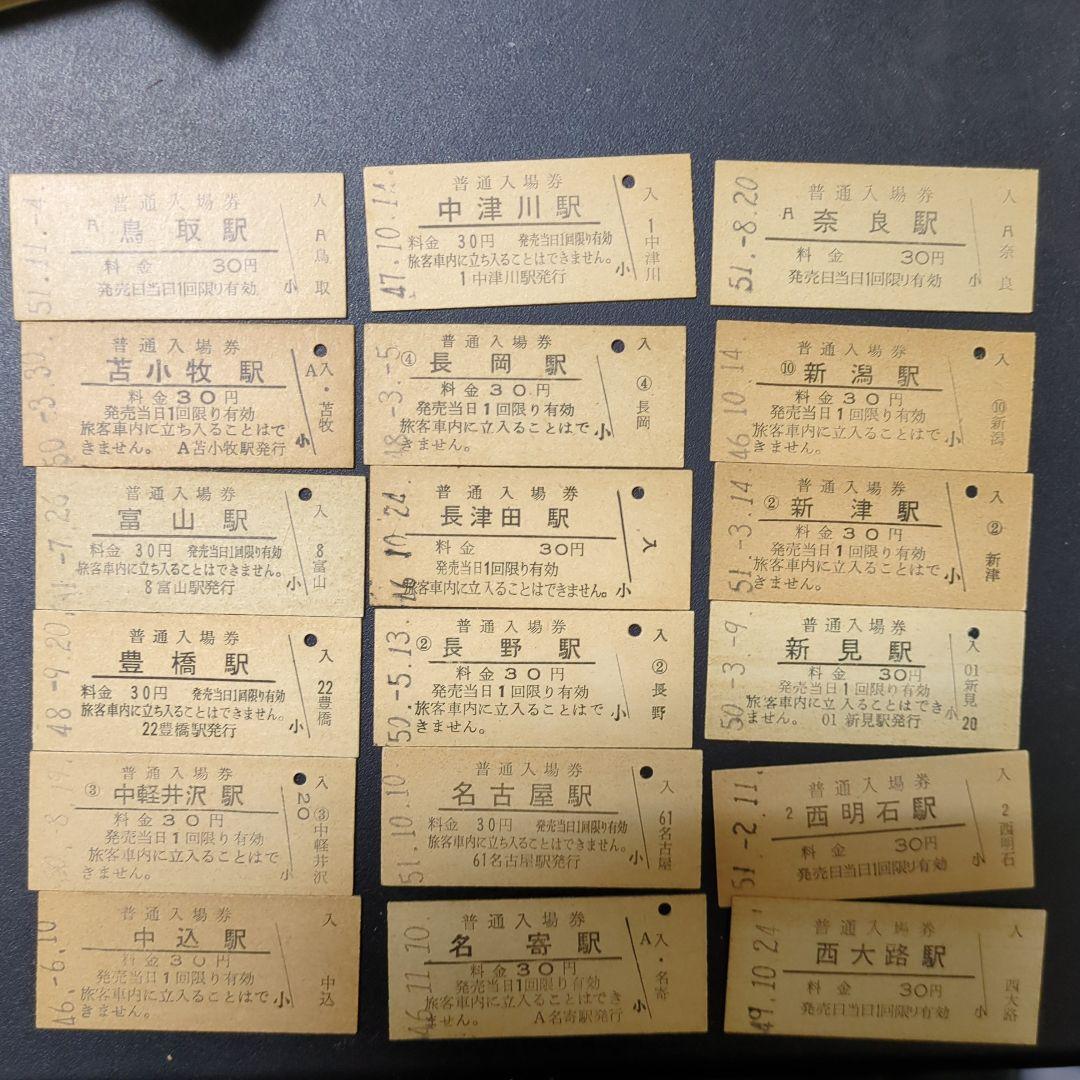 51.11.-4
普通入場券
A 鳥取駅
料金 30円
発売日当日1回限り有効
小
入
A
鳥取
47.10.11
普通入場券
中津川駅
料金 30円 発売当日1回限り有効
旅客車内に立ち入ることはできません。
1中津川駅発行
小
入
1
中津川
51.-8.20
普通入場券
A 奈良駅
料金 30円
発売日当日1回限り有効
小
入
A
奈良
50.-3.30
普通入場券
苫小牧駅
料金30円
発売当日1回限り有効
旅客車内に立ち入ることはで
きません。 A苫小牧駅発行
小
A入・苫牧
48.-3.-5
普通入場券
④ 長岡駅
料金30円
発売当日1回限り有効
旅客車内に立入ることはで
きません。
小
入
④
長岡
46.10.14
普通入場券
⑩ 新潟駅
料金30円
発売当日1回限り有効
旅客車内に立入ることはで
きません。
小
入
⑩
新潟
普通入場券
富山駅
料金 30円 発売当日1回限り有効
旅客車内に立ち入ることはできません。
8富山駅発行
小
入
8
富山
46.10.24
普通入場券
長津田駅
料金 30円
発売当日1回限有効
旅客車内に立入ることはできません。
小
入
51.-3.14
普通入場券
② 新津駅
料金30円
発売当日1回限り有効
旅客車内に立入ることはで
きません。
小
入
②
新津
48.-9.20
普通入場券
豊橋駅
料金 30円 発売当日1回限り有効
旅客車内に立ち入ることはできません。
22豊橋駅発行
小
入
22
豊橋
50.-5.13
普通入場券
② 長野駅
料金30円
発売当日1回限り有効
旅客車内に立入ることはで
きません。
小
入
②
長野
50.-3.-9
普通入場券
新見駅
料金 30円
発売当日1回限り有効
旅客車内に立入ることはでき
ません。 01新見駅発行
小
入
01
新見
20
普通入場券
③ 中軽井沢駅
料金30円
発売当日1回限り有効
旅客車内に立入ることはで
きません。
小
20
入
③
中軽井沢
51.10.10
普通入場券
名古屋駅
料金 30円 発売当日1回限り有効
旅客車内に立ち入ることはできません。
61名古屋駅発行
小
61
名古屋
51.-2.11
普通入場券
2 西明石駅
料金 30円
発売日当日1回限り有効
小
入
2
西明石
46.-6.10
普通入場券
中込駅
料金30円
発売当日1回限り有効
旅客車内に立入ることはで
きません。
小
入
中込
46.11.10
普通入場券
名寄駅
料金30円
発売当日1回限り有効
旅客車内に立入ることはで
きません。 A名寄駅発行
小
A入・名寄
49.10.24
普通入場券
西大路駅
料金 30円
発売日当日1回限り有効
小
入
西大路